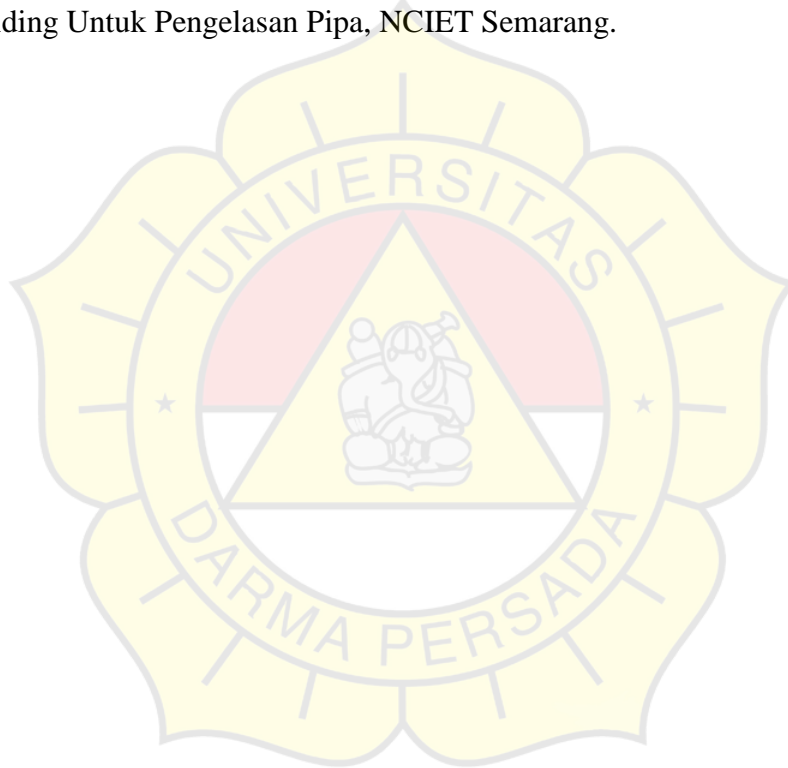 ding Untuk Pengelasan Pipa, NCIET Semarang.
UNIVERSITAS
DARMA PERSADA